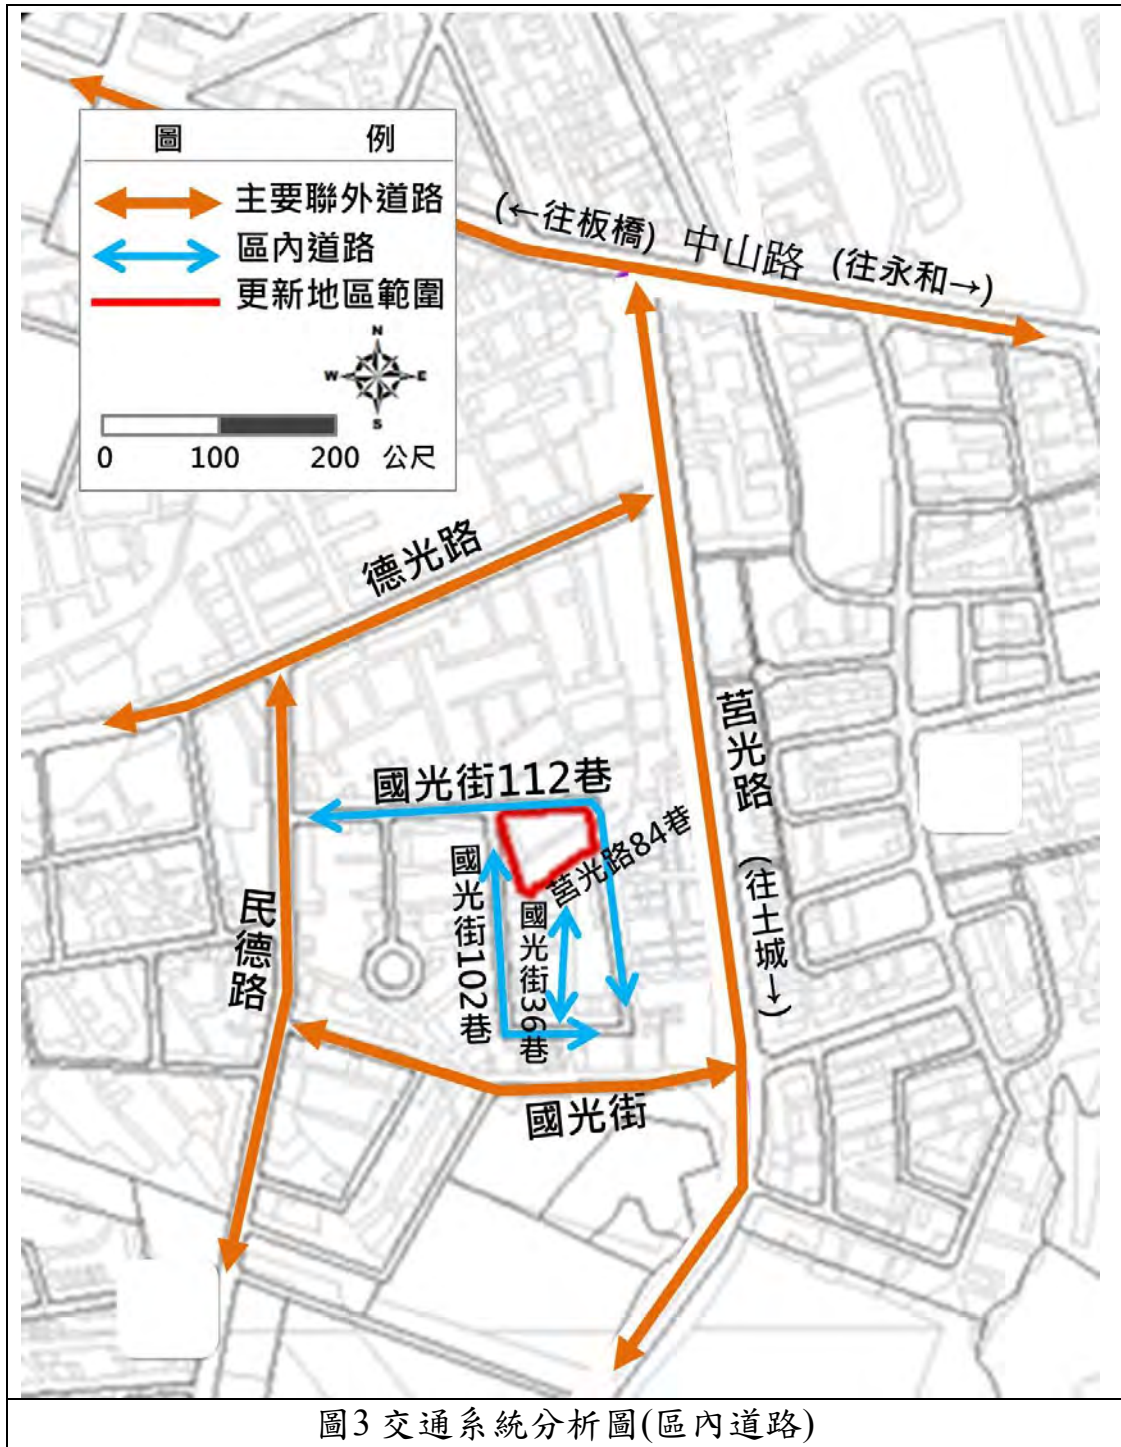 圖 例
主要聯外道路
區內道路
更新地區範圍
N
W E
S
0 100 200 公尺
(←往板橋) 中山路 (往永和→)
德光路
莒光路 (往土城→)
國光街112巷
莒光路84巷
國光街102巷
國光街36巷
民德路
國光街
圖3 交通系統分析圖(區內道路)